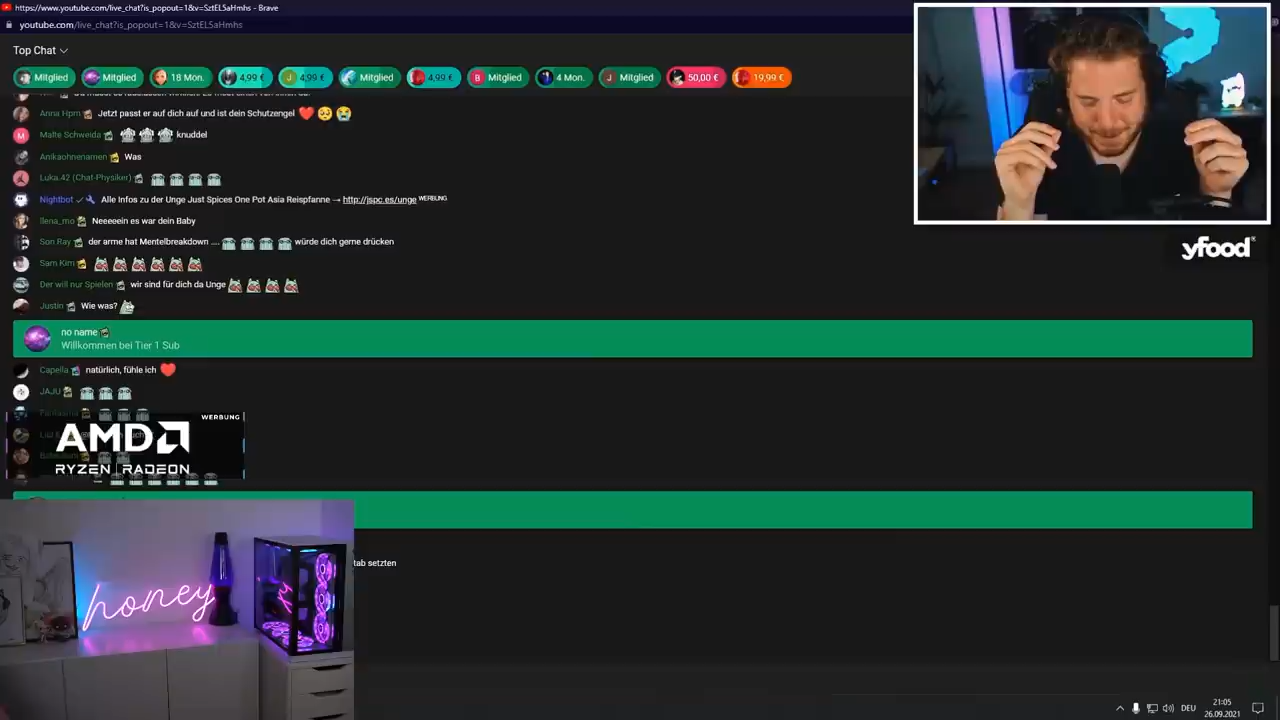 https://www.youtube.com/live_chat?is_popout=1&v=SztEL5aHmhs - Brave
youtube.com/live_chat?is_popout=1&v=SztEL5aHmhs
Top Chat
Mitglied Mitglied 18 Mon. 4,99 € 4,99 € Mitglied 4,99 € Mitglied 4 Mon. Mitglied 50,00 € 19,99 €
Anna Hpm Jetzt passt er auf dich auf und ist dein Schutzengel
Malte Schweida knuddel
Anikaohnenamen Was
Luka.42 (Chat-Physiker)
Nightbot Alle Infos zu der Unge Just Spices One Pot Asia Reispfanne → http://jspc.es/unge WERBUNG
Ilena_mo Neeeeein es war dein Baby
Son Ray der arme hat Mentelbreakdown .... würde dich gerne drücken
yfood
Sam Kim
Der will nur Spielen wir sind für dich da Unge
Justin Wie was?
no name
Willkommen bei Tier 1 Sub
Capella natürlich, fühle ich
JAJU
WERBUNG
AMD
RYZEN RADEON
tab setzten
honey
21:05
DEU
26.09.2021